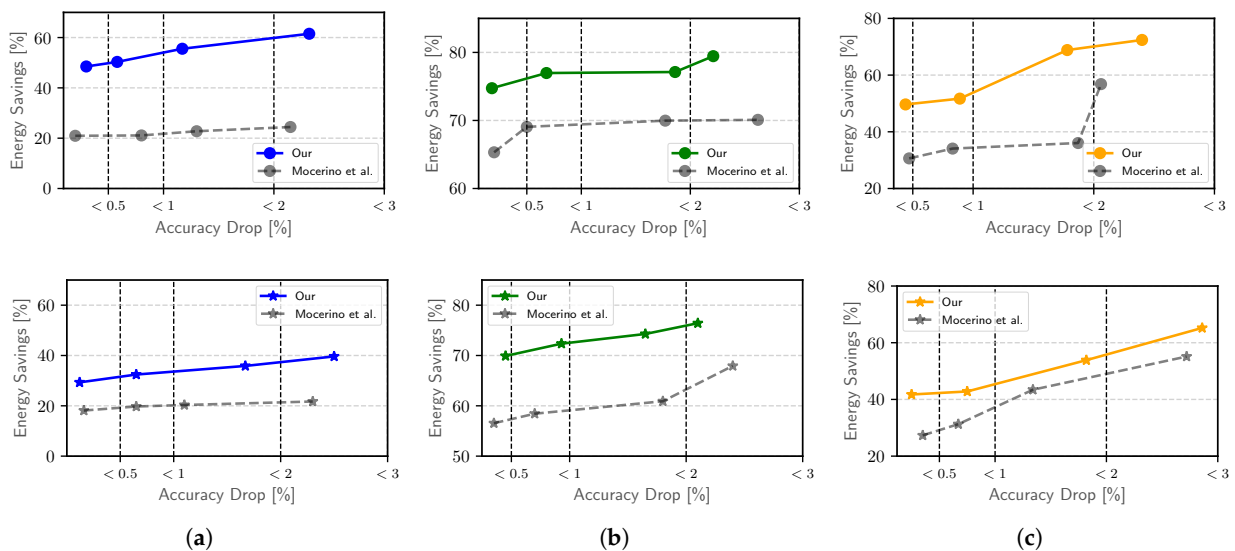 Energy Savings [%]
60
40
20
0
Our
Mocerino et al.
< 0.5
< 1
< 2
< 3
Accuracy Drop [%]
Energy Savings [%]
80
70
60
Our
Mocerino et al.
< 0.5
< 1
< 2
< 3
Accuracy Drop [%]
Energy Savings [%]
80
60
40
20
Our
Mocerino et al.
< 0.5
< 1
< 2
< 3
Accuracy Drop [%]
Energy Savings [%]
60
40
20
0
Our
Mocerino et al.
< 0.5
< 1
< 2
< 3
Accuracy Drop [%]
Energy Savings [%]
80
70
60
50
Our
Mocerino et al.
< 0.5
< 1
< 2
< 3
Accuracy Drop [%]
Energy Savings [%]
80
60
40
20
Our
Mocerino et al.
< 0.5
< 1
< 2
< 3
Accuracy Drop [%]
(a)
(b)
(c)